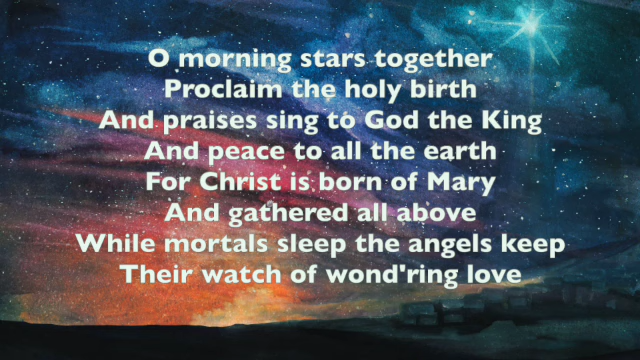 O morning stars together
Proclaim the holy birth
And praises sing to God the King
And peace to all the earth
For Christ is born of Mary
And gathered all above
While mortals sleep the angels keep
Their watch of wond'ring love